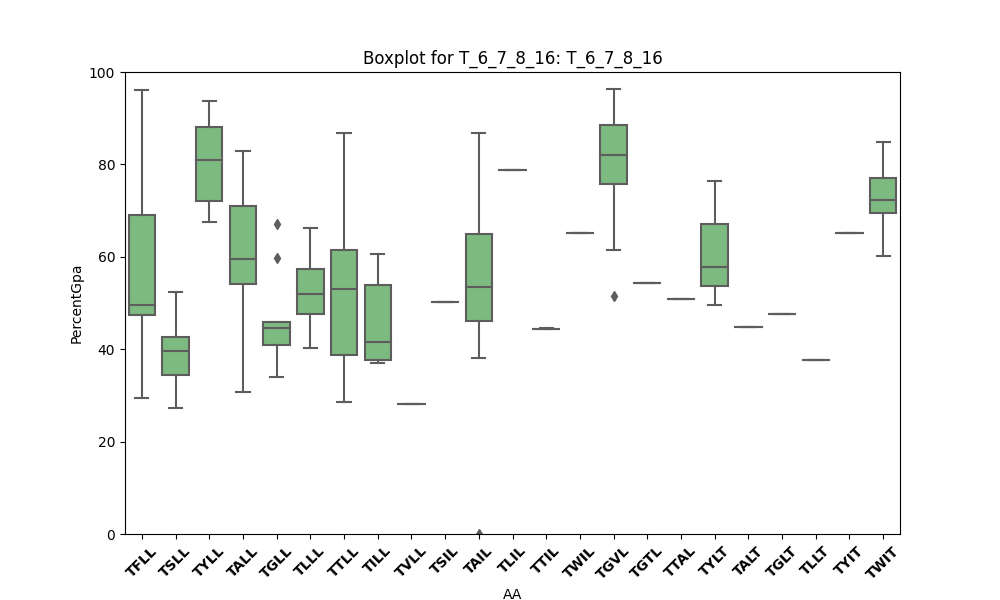 Boxplot for T_6_7_8_16: T_6_7_8_16
100
80
60
40
20
0
PercentGpa
TFLL TSLL TYLL TALL TGLL TLLL TTLL TILL TVLL TSIL TAIL TLIL TTIL TWIL TGVL TGTL TTAL TYLT TALT TGLT TLLT TYIT TWIT
AA